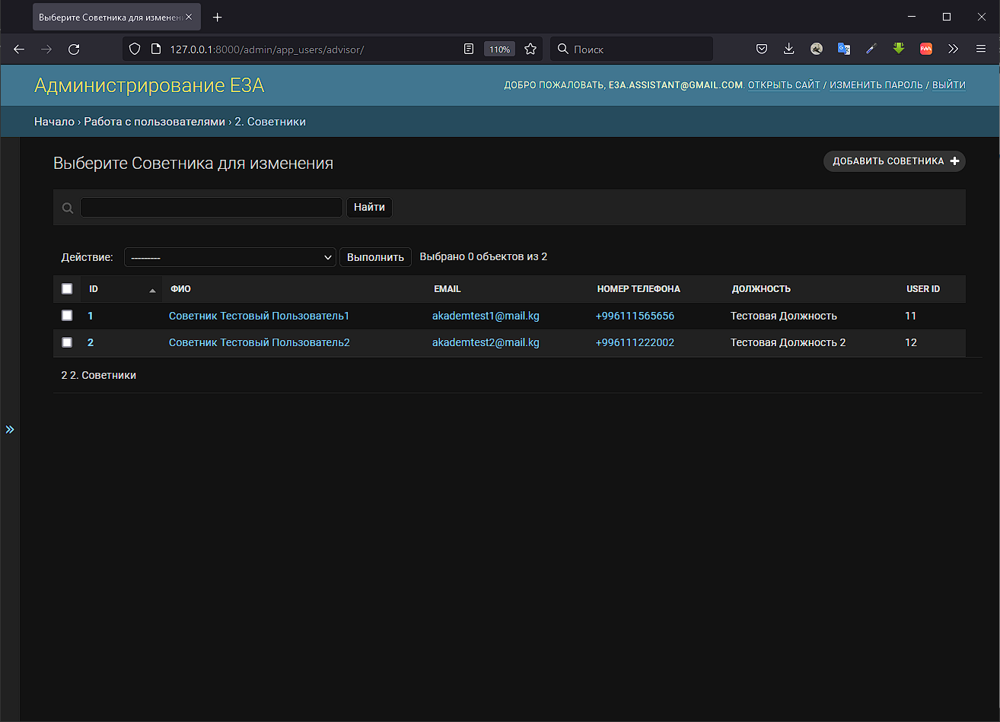 Выберите Советника для изменен
127.0.0.1:8000/admin/app_users/advisor/
110%
Поиск
Администрирование ЕЗА
ДОБРО ПОЖАЛОВАТЬ, E3A.ASSISTANT@GMAIL.COM. ОТКРЫТЬ САЙТ / ИЗМЕНИТЬ ПАРОЛЬ / ВЫЙТИ
Начало › Работа с пользователями › 2. Советники
Выберите Советника для изменения
ДОБАВИТЬ СОВЕТНИКА
Найти
Действие: --------- Выполнить Выбрано 0 объектов из 2
ID ФИО EMAIL НОМЕР ТЕЛЕФОНА ДОЛЖНОСТЬ USER ID
1 Советник Тестовый Пользователь1 akademtest1@mail.kg +996111565656 Тестовая Должность 11
2 Советник Тестовый Пользователь2 akademtest2@mail.kg +996111222002 Тестовая Должность 2 12
2 2. Советники